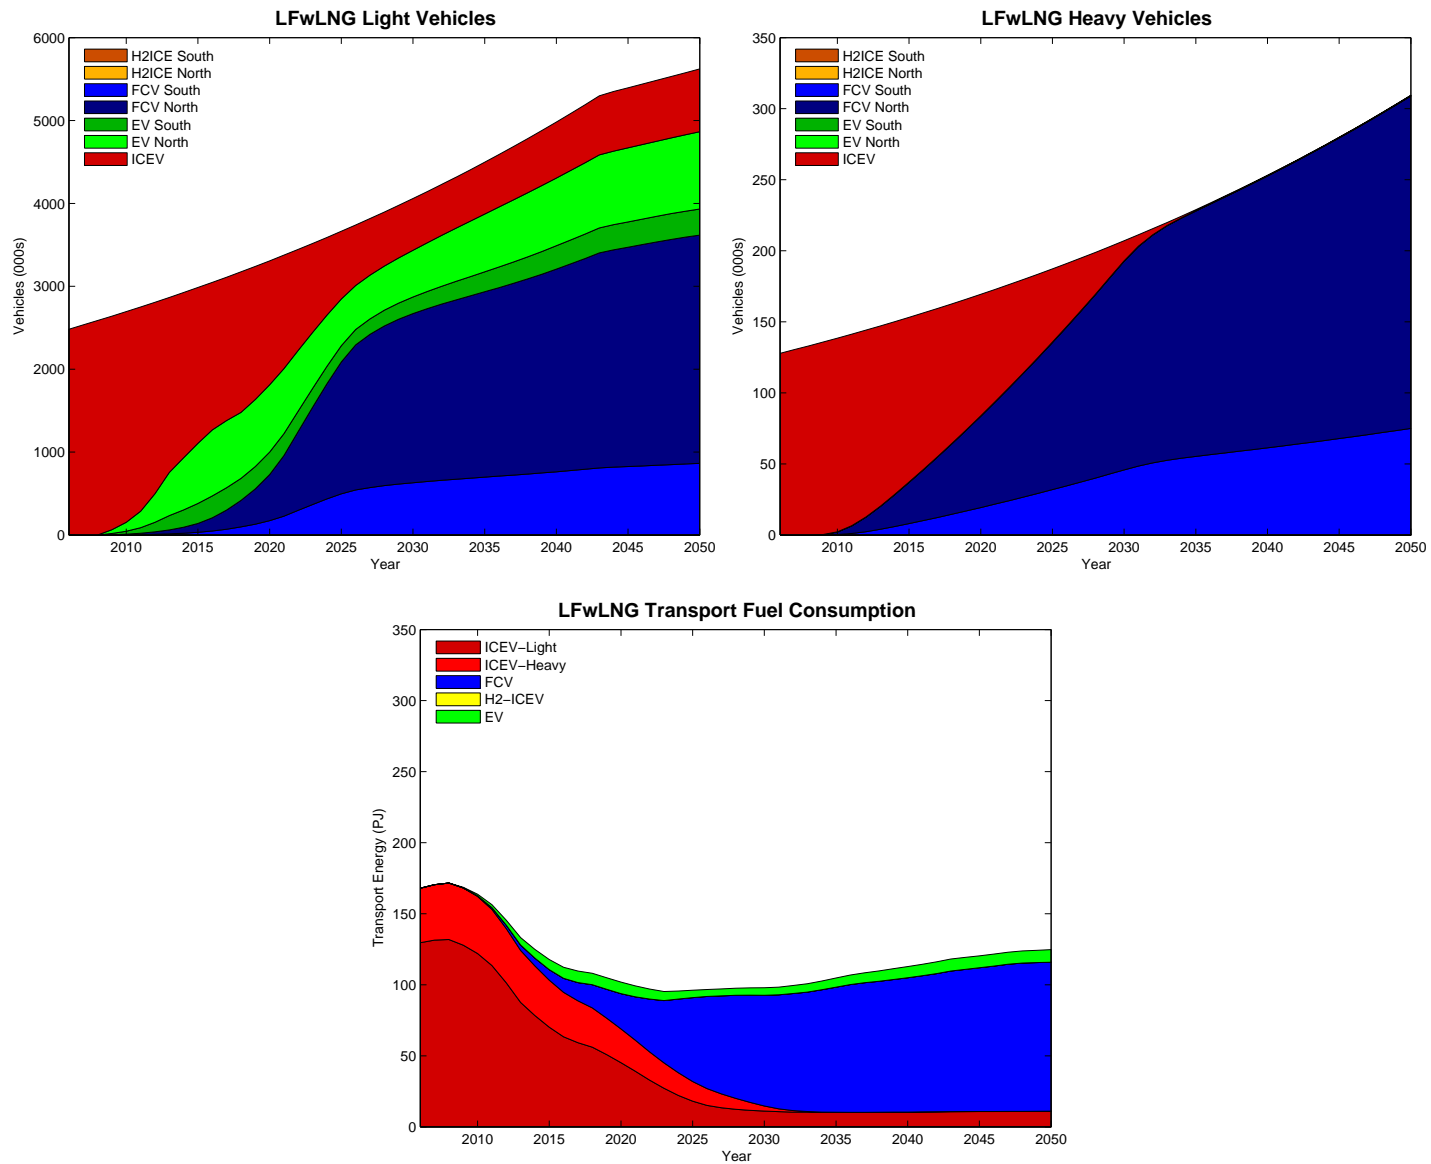 LFwLNG Light Vehicles
6000
5000
4000
3000
2000
1000
0
Vehicles (000s)
H2ICE South
H2ICE North
FCV South
FCV North
EV South
EV North
ICEV
2010 2015 2020 2025 2030 2035 2040 2045 2050
Year
LFwLNG Heavy Vehicles
350
300
250
200
150
100
50
0
Vehicles (000s)
H2ICE South
H2ICE North
FCV South
FCV North
EV South
EV North
ICEV
2010 2015 2020 2025 2030 2035 2040 2045 2050
Year
LFwLNG Transport Fuel Consumption
350
300
250
200
150
100
50
0
Transport Energy (PJ)
ICEV−Light
ICEV−Heavy
FCV
H2−ICEV
EV
2010 2015 2020 2025 2030 2035 2040 2045 2050
Year